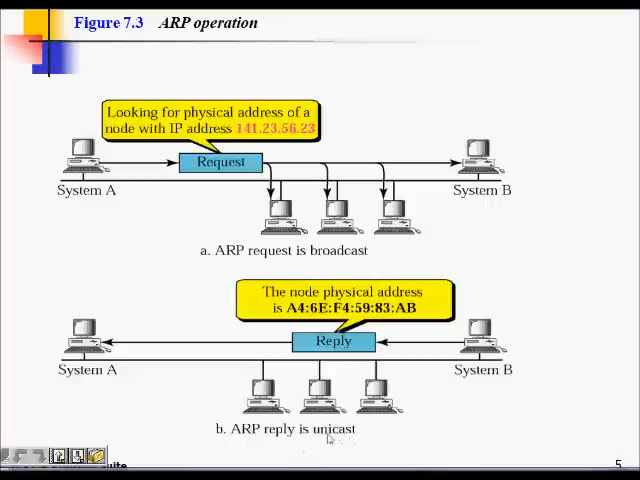 Figure 7.3 ARP operation
Looking for physical address of a
node with IP address 141.23.56.23
Request
System A
System B
a. ARP request is broadcast
The node physical address
is A4:6E:F4:59:83:AB
Reply
System A
System B
b. ARP reply is unicast
5